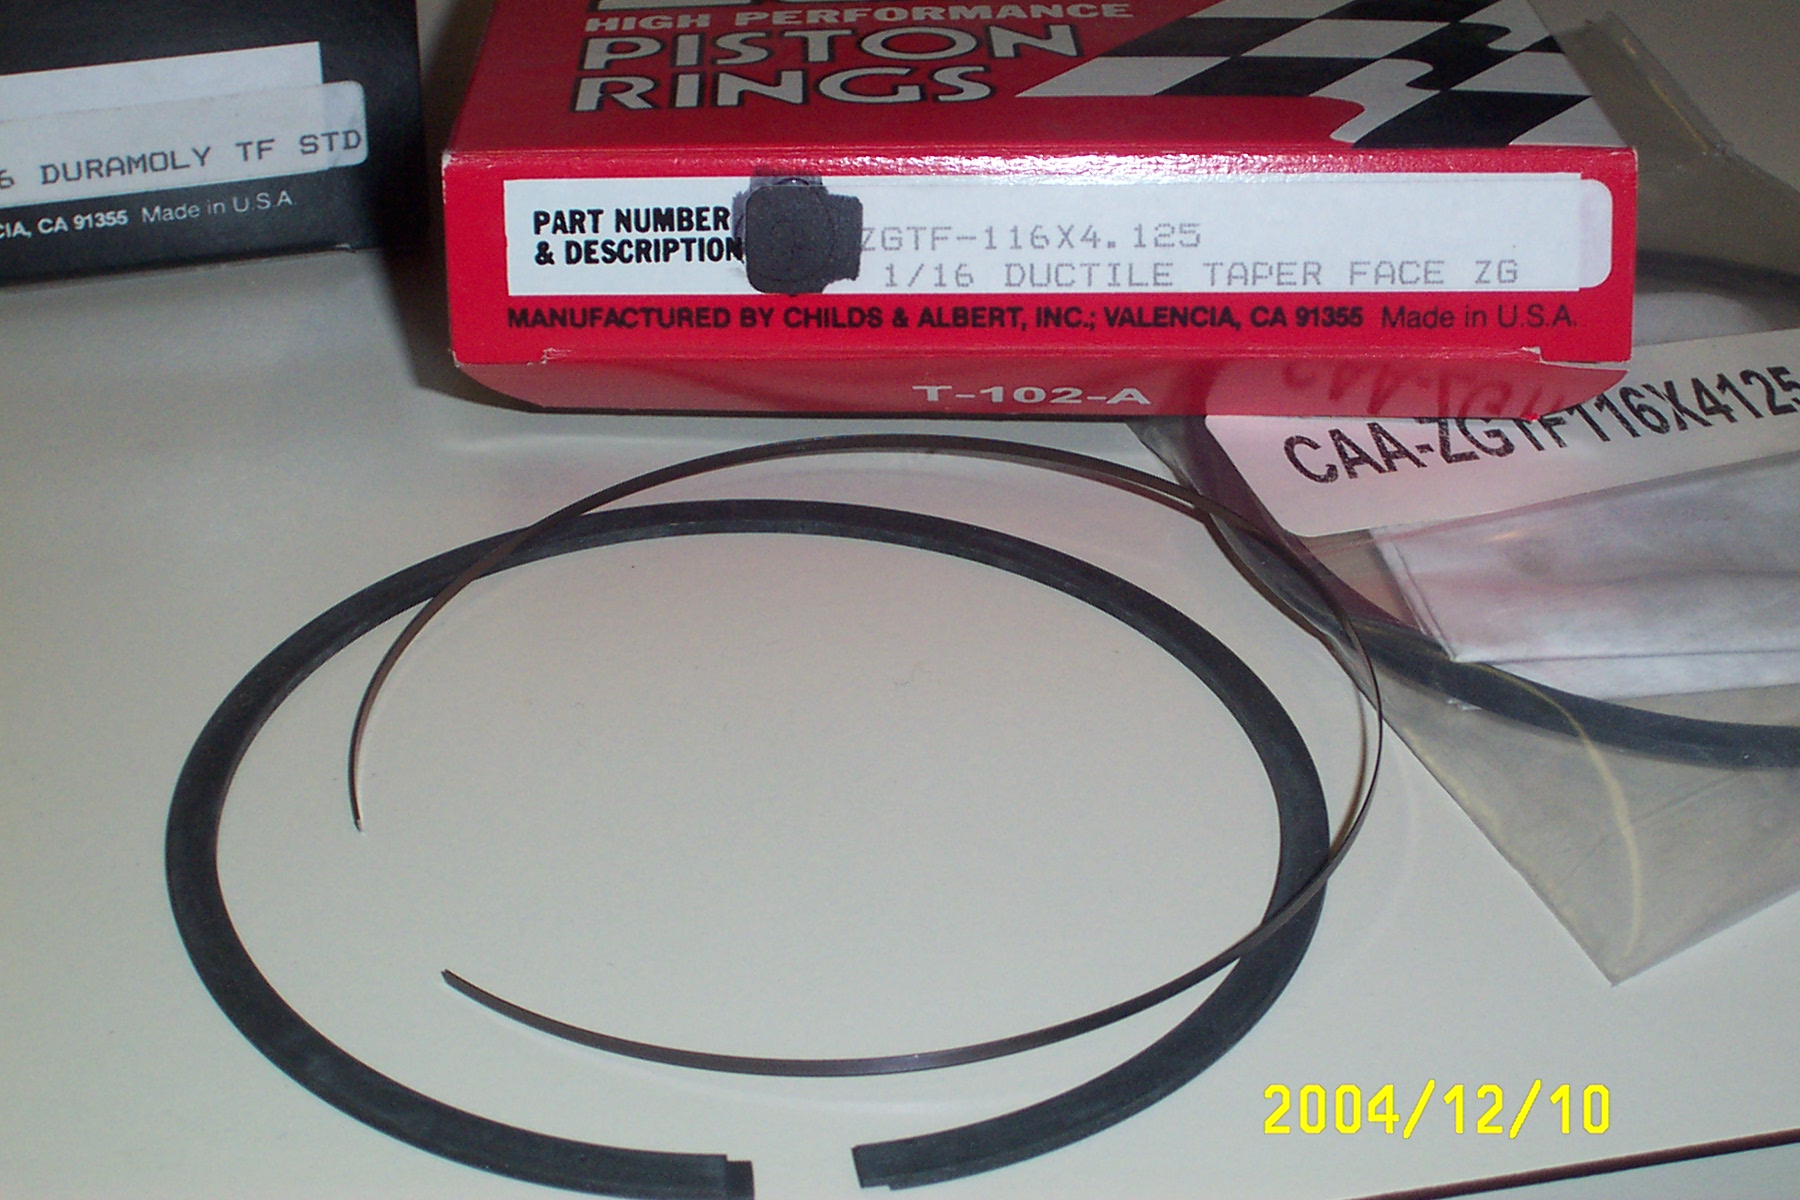 HIGH PERFORMANCE
PISTON
RINGS
6 DURAMOLY TF STD
CIA, CA 91355 Made in U.S.A.
PART NUMBER
& DESCRIPTION
ZGTF-116X4.125
1/16 DUCTILE TAPER FACE ZG
MANUFACTURED BY CHILDS & ALBERT, INC.; VALENCIA, CA 91355 Made in U.S.A.
T-102-A
CAA-ZGTF116X4125
2004/12/10